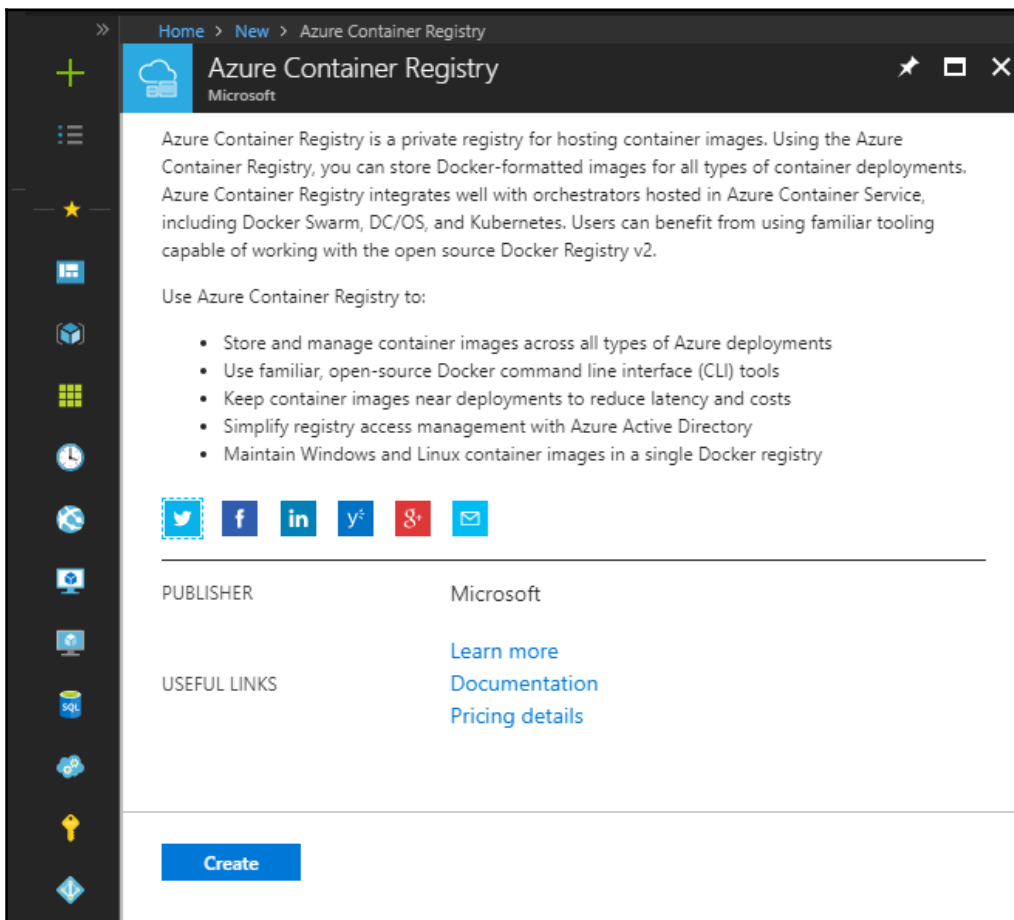 Home > New > Azure Container Registry
Azure Container Registry
Microsoft
Azure Container Registry is a private registry for hosting container images. Using the Azure
Container Registry, you can store Docker-formatted images for all types of container deployments.
Azure Container Registry integrates well with orchestrators hosted in Azure Container Service,
including Docker Swarm, DC/OS, and Kubernetes. Users can benefit from using familiar tooling
capable of working with the open source Docker Registry v2.
Use Azure Container Registry to:
• Store and manage container images across all types of Azure deployments
• Use familiar, open-source Docker command line interface (CLI) tools
• Keep container images near deployments to reduce latency and costs
• Simplify registry access management with Azure Active Directory
• Maintain Windows and Linux container images in a single Docker registry
f in y g+
PUBLISHER Microsoft
Learn more
USEFUL LINKS Documentation
Pricing details
SQL
Create